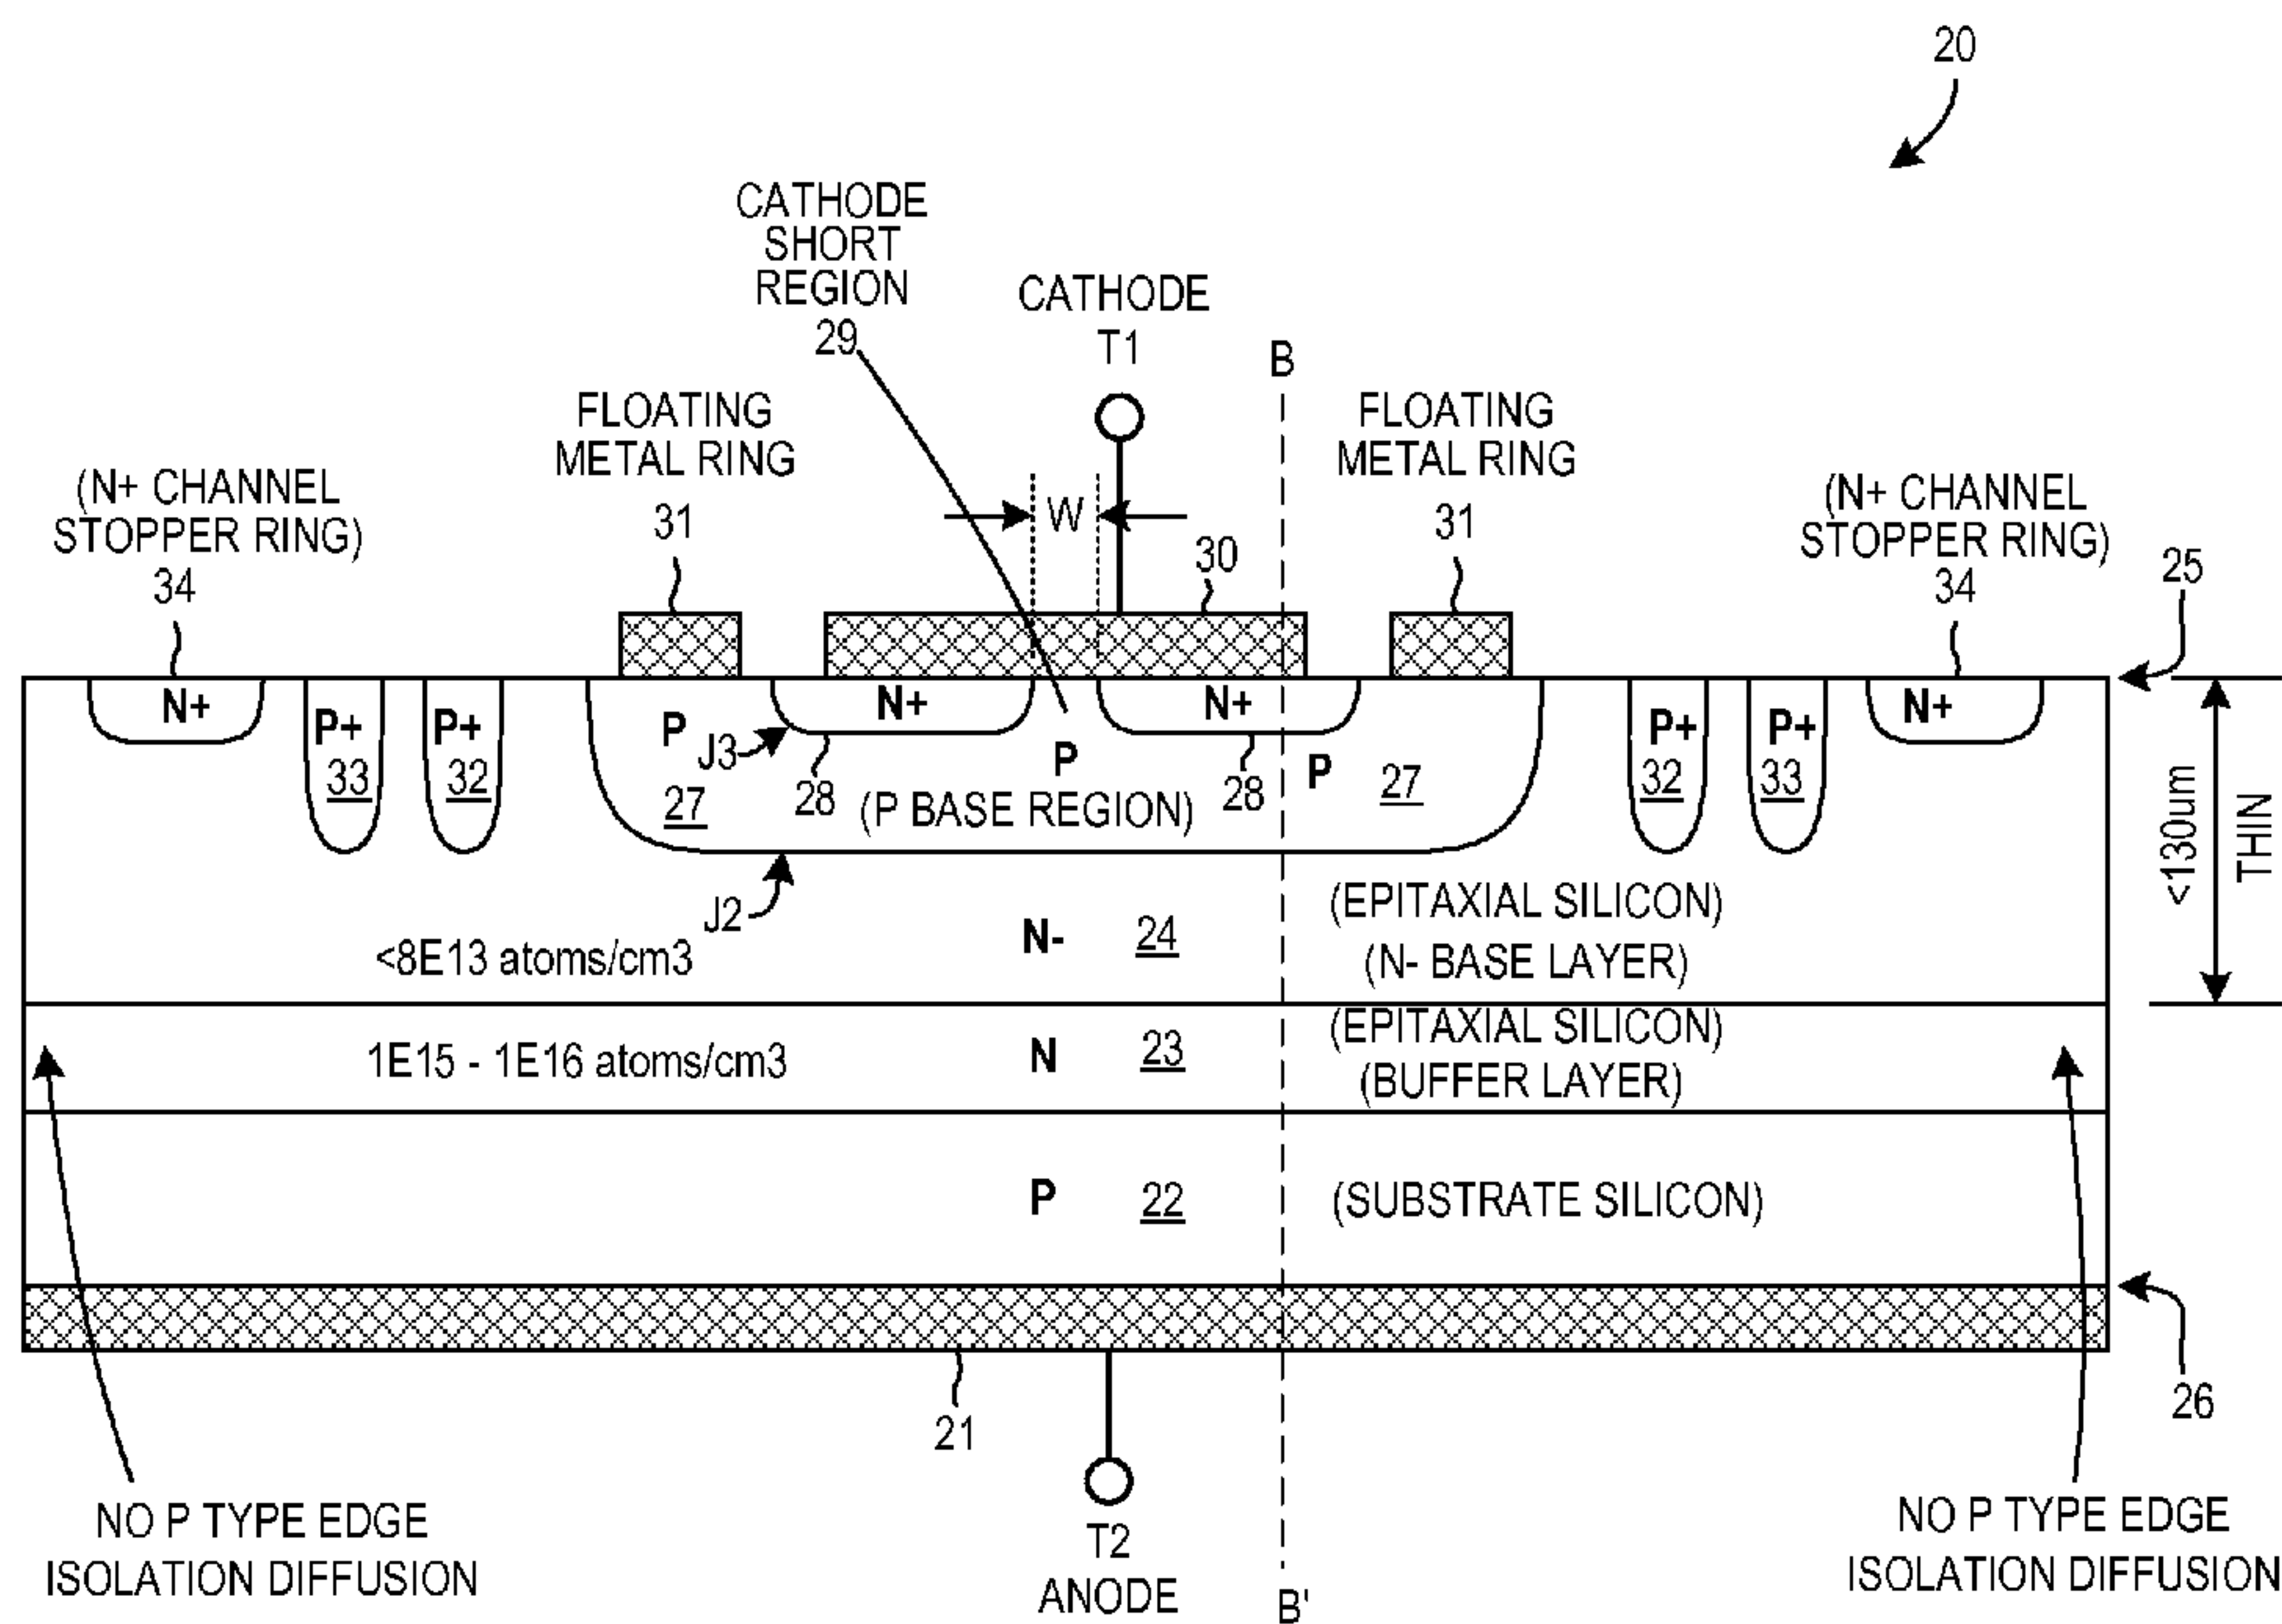 20
CATHODE
SHORT
REGION
29
CATHODE
T1
B
FLOATING
METAL RING
31
FLOATING
METAL RING
31
(N+ CHANNEL
STOPPER RING)
34
(N+ CHANNEL
STOPPER RING)
34
W
30
25
N+
P+
33
P+
32
P
J3
27
N+
28
P
(P BASE REGION)
N+
28
P
27
P+
32
P+
33
N+
<130um
THIN
J2
<8E13 atoms/cm3
N-
24
(EPITAXIAL SILICON)
(N- BASE LAYER)
1E15 - 1E16 atoms/cm3
N
23
(EPITAXIAL SILICON)
(BUFFER LAYER)
P
22
(SUBSTRATE SILICON)
21
26
NO P TYPE EDGE
ISOLATION DIFFUSION
T2
ANODE
B'
NO P TYPE EDGE
ISOLATION DIFFUSION